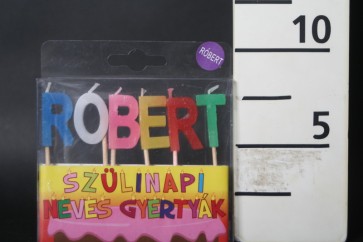 RÓBERT
10
RÓBERT
5
SZÜLINAPI
NEVES GYERTYÁK